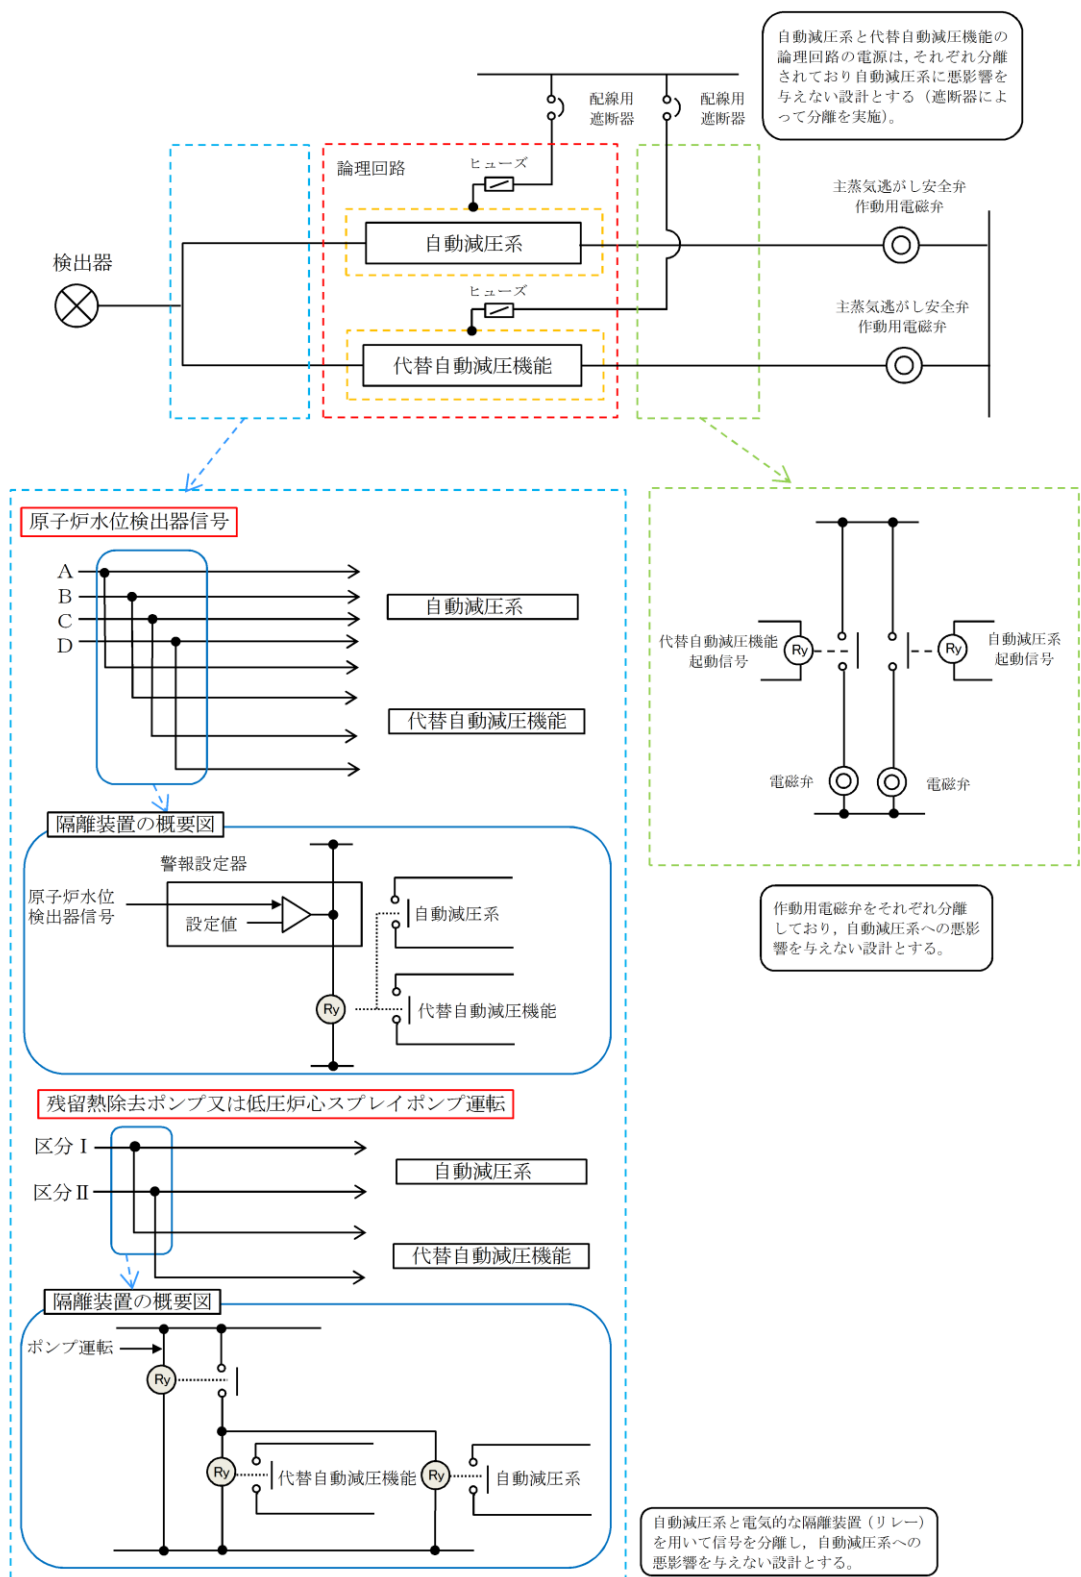 自動減圧系と代替自動減圧機能の
論理回路の電源は，それぞれ分離
されており自動減圧系に悪影響を
与えない設計とする（遮断器によ
って分離を実施）。
配線用
遮断器
配線用
遮断器
論理回路
ヒューズ
自動減圧系
ヒューズ
代替自動減圧機能
検出器
主蒸気逃がし安全弁
作動用電磁弁
主蒸気逃がし安全弁
作動用電磁弁
原子炉水位検出器信号
A
B
C
D
自動減圧系
代替自動減圧機能
隔離装置の概要図
警報設定器
原子炉水位
検出器信号
設定値
自動減圧系
Ry
代替自動減圧機能
残留熱除去ポンプ又は低圧炉心スプレイポンプ運転
区分Ⅰ
区分Ⅱ
自動減圧系
代替自動減圧機能
隔離装置の概要図
ポンプ運転
Ry
Ry
代替自動減圧機能
Ry
自動減圧系
代替自動減圧機能
起動信号
Ry
Ry
自動減圧系
起動信号
電磁弁
電磁弁
作動用電磁弁をそれぞれ分離
しており，自動減圧系への悪影
響を与えない設計とする。
自動減圧系と電気的な隔離装置（リレー）
を用いて信号を分離し，自動減圧系への
悪影響を与えない設計とする。